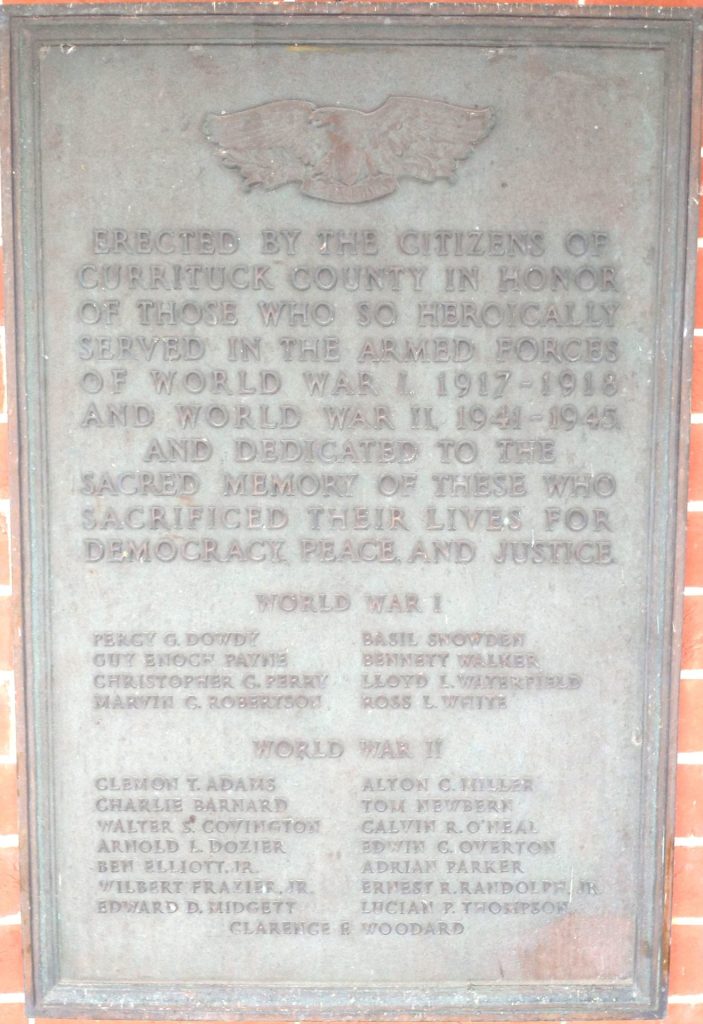 ERECTED BY THE CITIZENS OF
CURRITUCK COUNTY IN HONOR
OF THOSE WHO SO HEROICALLY
SERVED IN THE ARMED FORCES
OF WORLD WAR I, 1917-1918
AND WORLD WAR II, 1941-1945,
AND DEDICATED TO THE
SACRED MEMORY OF THESE WHO
SACRIFICED THEIR LIVES FOR
DEMOCRACY, PEACE, AND JUSTICE.
WORLD WAR I
PERCY G. DOWDY
GUY ENOCH PAYNE
CHRISTOPHER C. PERRY
MARVIN C. ROBERTSON
BASIL SNOWDEN
BENNETT WALKER
LLOYD L. WATERFIELD
ROSS L. WHITE
WORLD WAR II
CLEMON T. ADAMS
CHARLIE BARNARD
WALTER S. COVINGTON
ARNOLD L. DOZIER
BEN ELLIOTT, JR.
WILBERT FRAZIER, JR.
EDWARD D. MIDGETT
ALTON C. MILLER
TOM NEWBERN
CALVIN R. O'NEAL
EDWIN C. OVERTON
ADRIAN PARKER
ERNEST R. RANDOLPH, JR.
LUCIAN P. THOMPSON
CLARENCE F. WOODARD